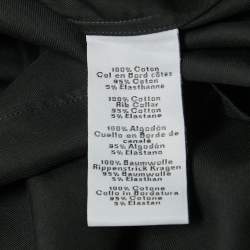 100% Coton
Col en Bord côtes
95% Coton
5% Elasthanne
100% Cotton
Rib Collar
95% Cotton
5% Elastane
100% Algodón
Cuello en Borde de
canalé
95% Algodón
5% Elastano
100% Baumwolle
Rippenstrick Kragen
95% Baumwolle
5% Elasthan
100% Cotone
Collo in Bordatura
95% Cotone
5% Elastane